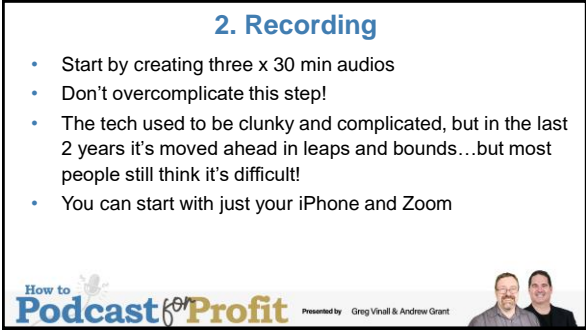 2. Recording
• Start by creating three x 30 min audios
• Don't overcomplicate this step!
• The tech used to be clunky and complicated, but in the last
2 years it's moved ahead in leaps and bounds…but most
people still think it's difficult!
• You can start with just your iPhone and Zoom
How to
Podcast for Profit
Presented by Greg Vinall & Andrew Grant